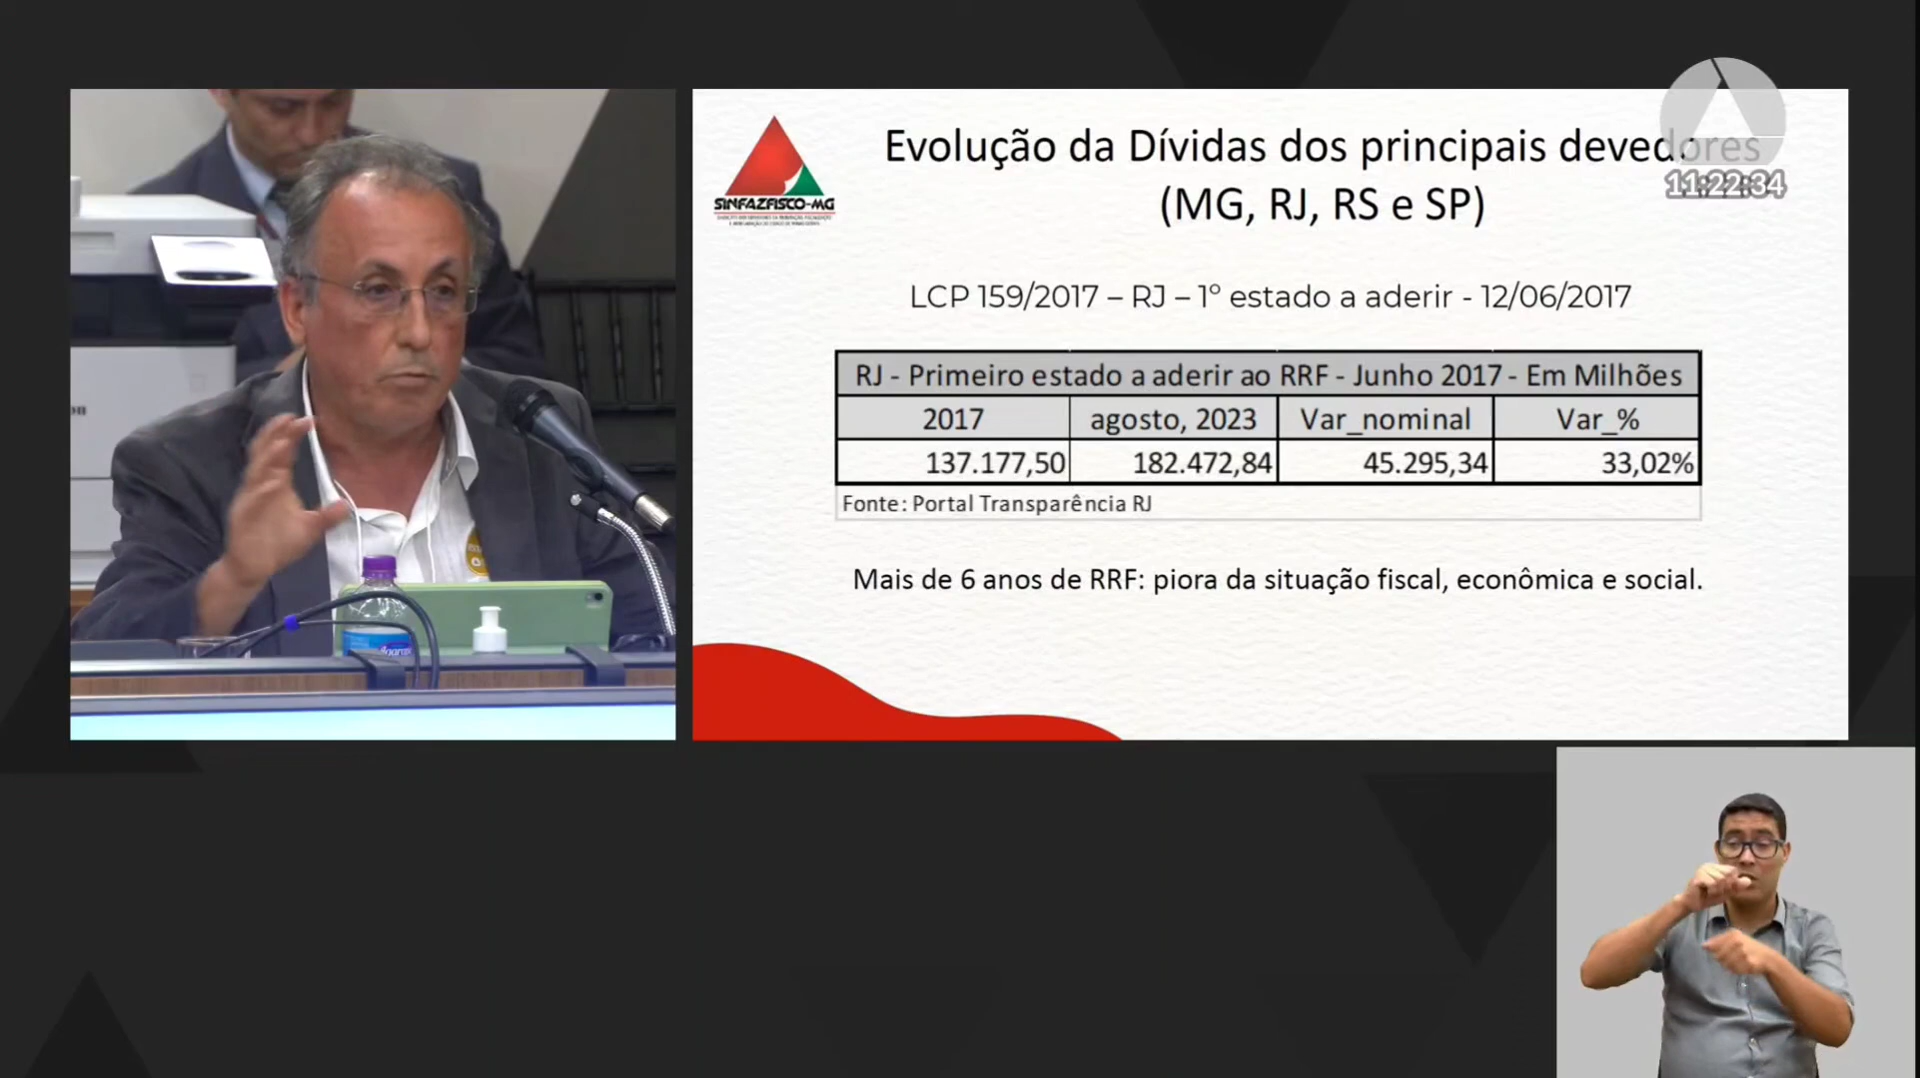 Evolução da Dívidas dos principais devedores
(MG, RJ, RS e SP)
11:22:34
SINFAZFISCO-MG
LCP 159/2017 – RJ – 1º estado a aderir - 12/06/2017
RJ - Primeiro estado a aderir ao RRF - Junho 2017 - Em Milhões
2017 agosto, 2023 Var_nominal Var_%
137.177,50 182.472,84 45.295,34 33,02%
Fonte: Portal Transparência RJ
Mais de 6 anos de RRF: piora da situação fiscal, econômica e social.